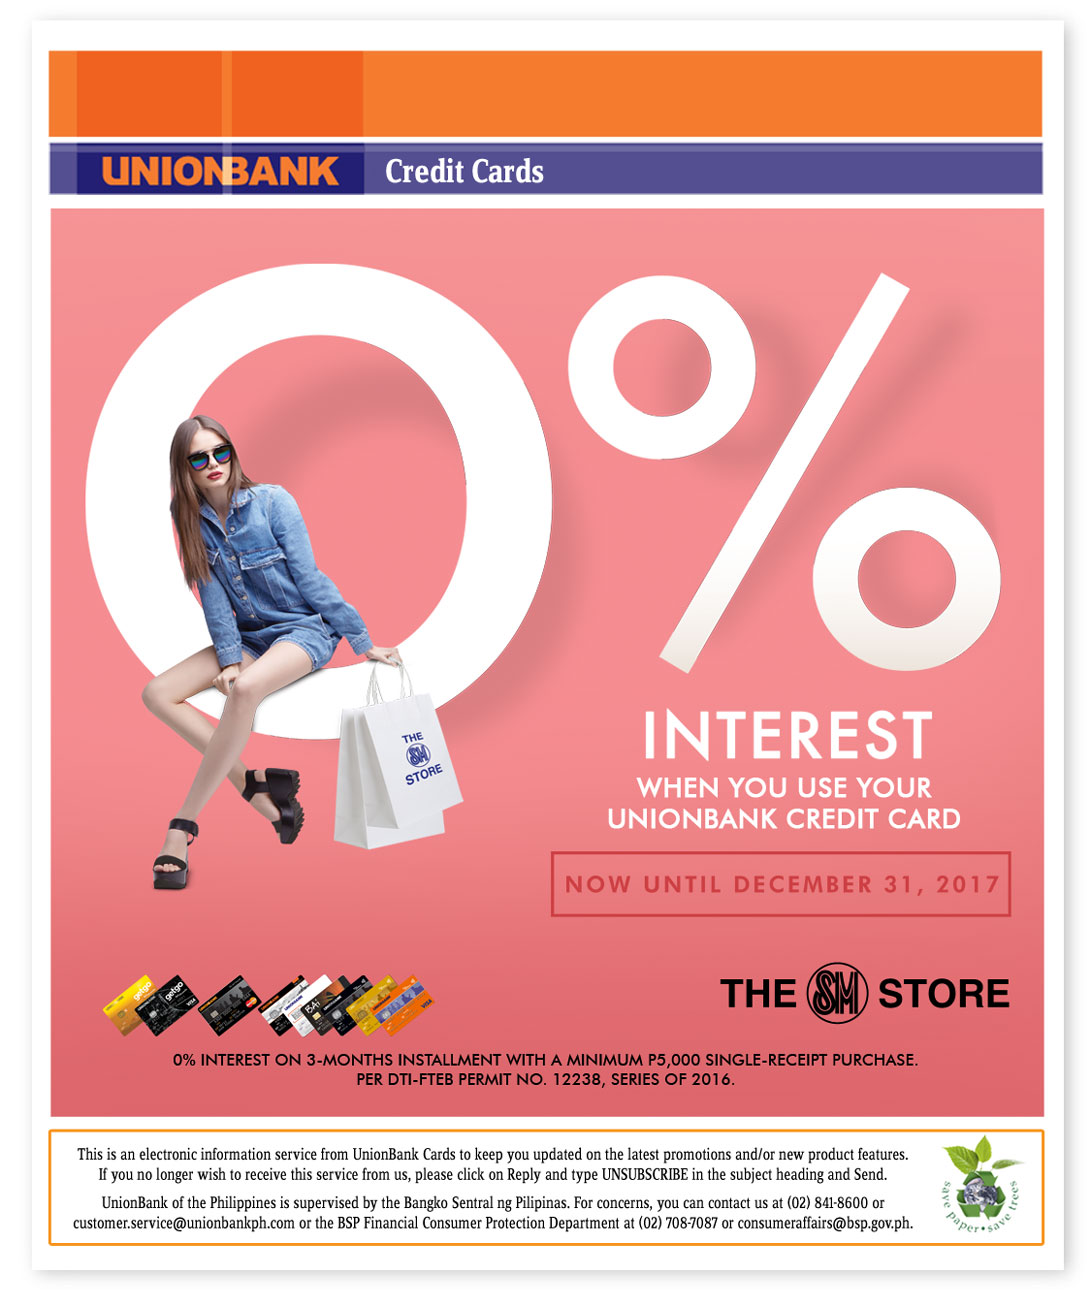 UNIONBANK Credit Cards
0%
THE
SM
STORE
INTEREST
WHEN YOU USE YOUR
UNIONBANK CREDIT CARD
NOW UNTIL DECEMBER 31, 2017
getgo
getgo
VISA
THE SM STORE
0% INTEREST ON 3-MONTHS INSTALLMENT WITH A MINIMUM P5,000 SINGLE-RECEIPT PURCHASE.
PER DTI-FTEB PERMIT NO. 12238, SERIES OF 2016.
This is an electronic information service from UnionBank Cards to keep you updated on the latest promotions and/or new product features.
If you no longer wish to receive this service from us, please click on Reply and type UNSUBSCRIBE in the subject heading and Send.
UnionBank of the Philippines is supervised by the Bangko Sentral ng Pilipinas. For concerns, you can contact us at (02) 841-8600 or
customer.service@unionbankph.com or the BSP Financial Consumer Protection Department at (02) 708-7087 or consumeraffairs@bsp.gov.ph.
save paper • save trees